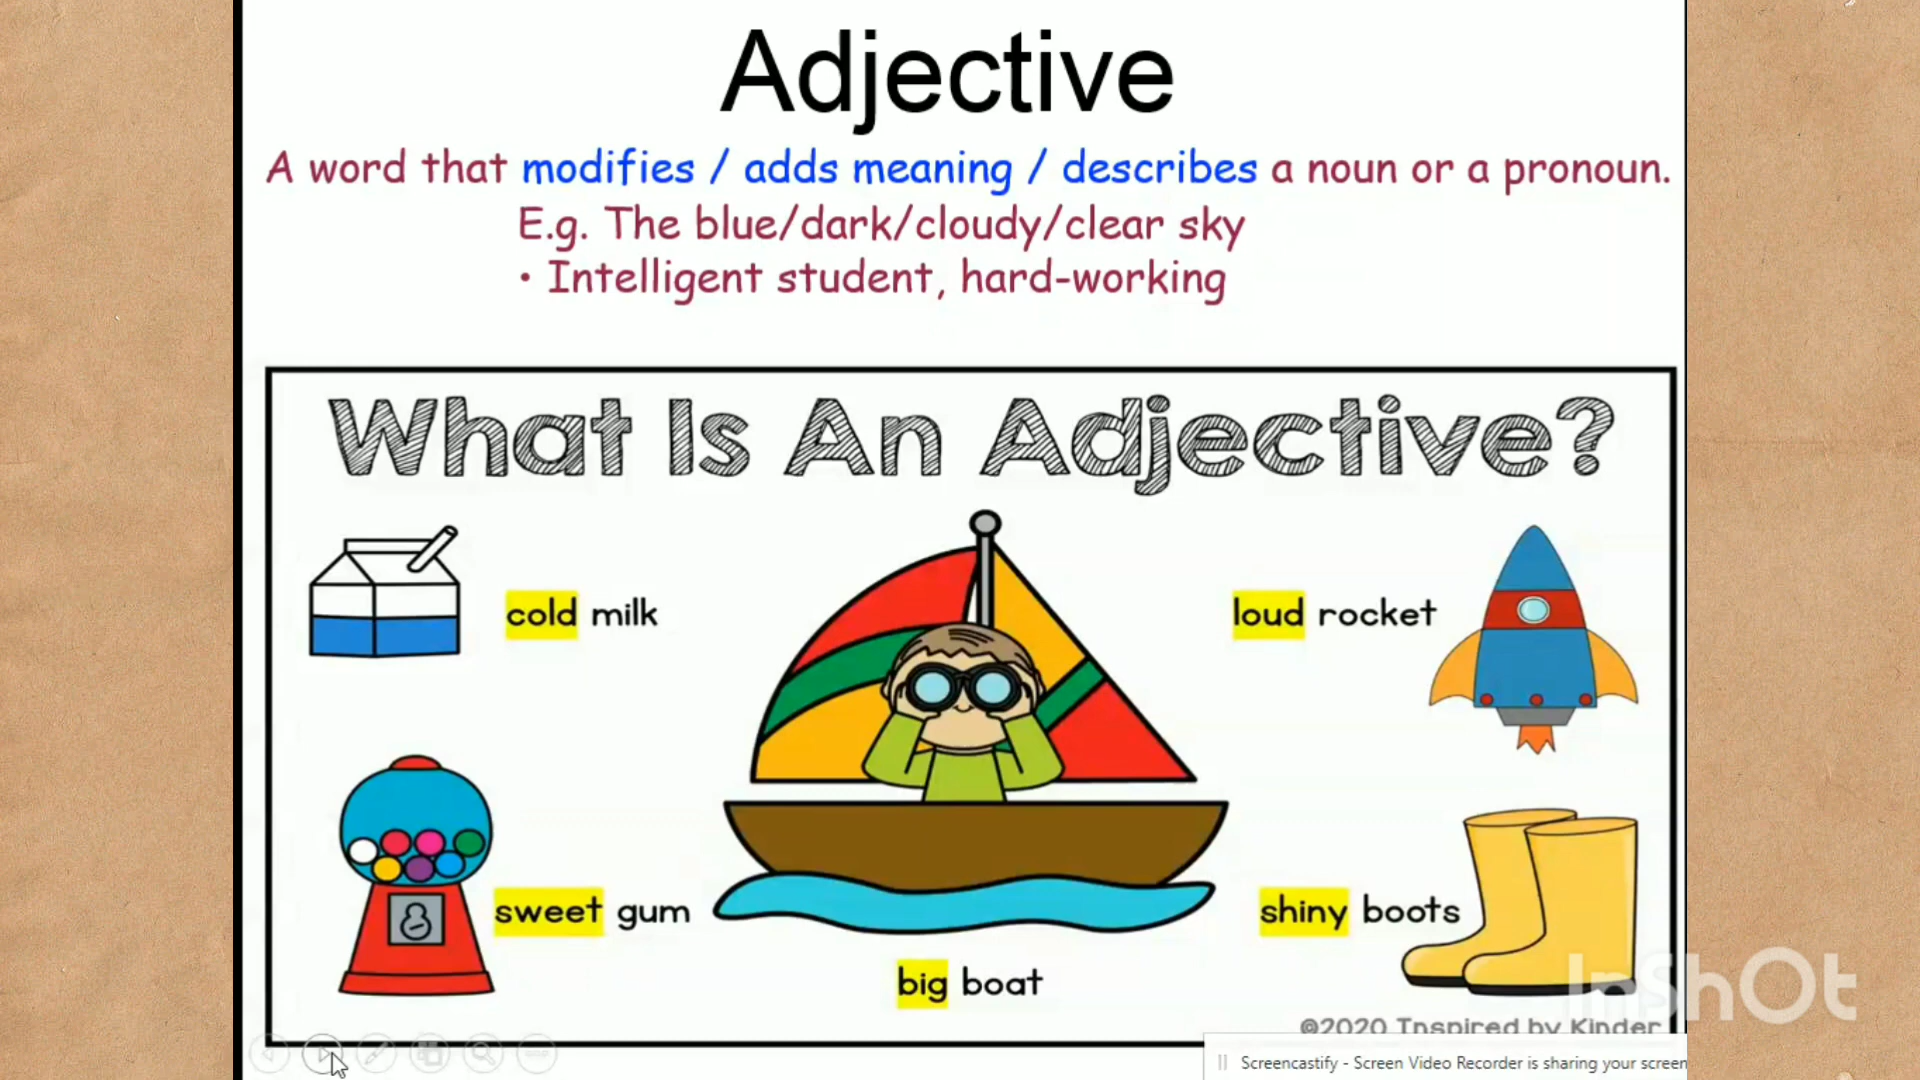 Adjective
A word that modifies / adds meaning / describes a noun or a pronoun.
E.g. The blue/dark/cloudy/clear sky
• Intelligent student, hard-working
What Is An Adjective?
cold milk
loud rocket
sweet gum
shiny boots
big boat
InShOt
©2020 Inspired by Kinder
Screencastify - Screen Video Recorder is sharing your screen